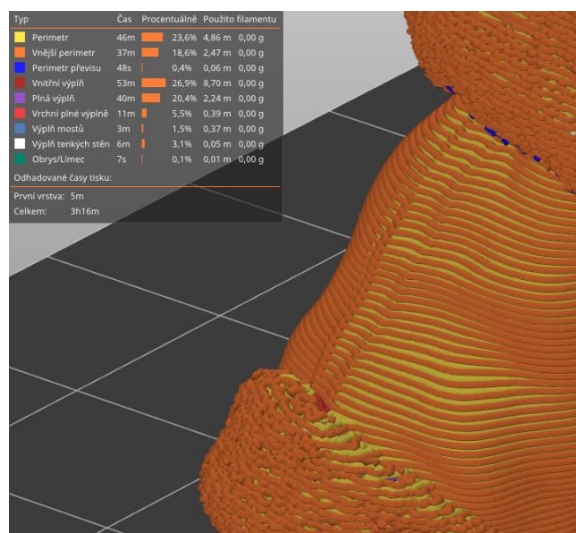 Typ Čas Procentuálně Použito filamentu
Perimetr 46m 23,6% 4,86 m 0,00 g
Vnější perimetr 37m 18,6% 2,47 m 0,00 g
Perimetr převisu 48s 0,4% 0,06 m 0,00 g
Vnitřní výplň 53m 26,9% 8,70 m 0,00 g
Plná výplň 40m 20,4% 2,24 m 0,00 g
Vrchní plné výplně 11m 5,5% 0,39 m 0,00 g
Výplň mostů 3m 1,5% 0,37 m 0,00 g
Výplň tenkých stěn 6m 3,1% 0,05 m 0,00 g
Obrys/Límec 7s 0,1% 0,01 m 0,00 g
Odhadované časy tisku:
První vrstva: 5m
Celkem: 3h16m